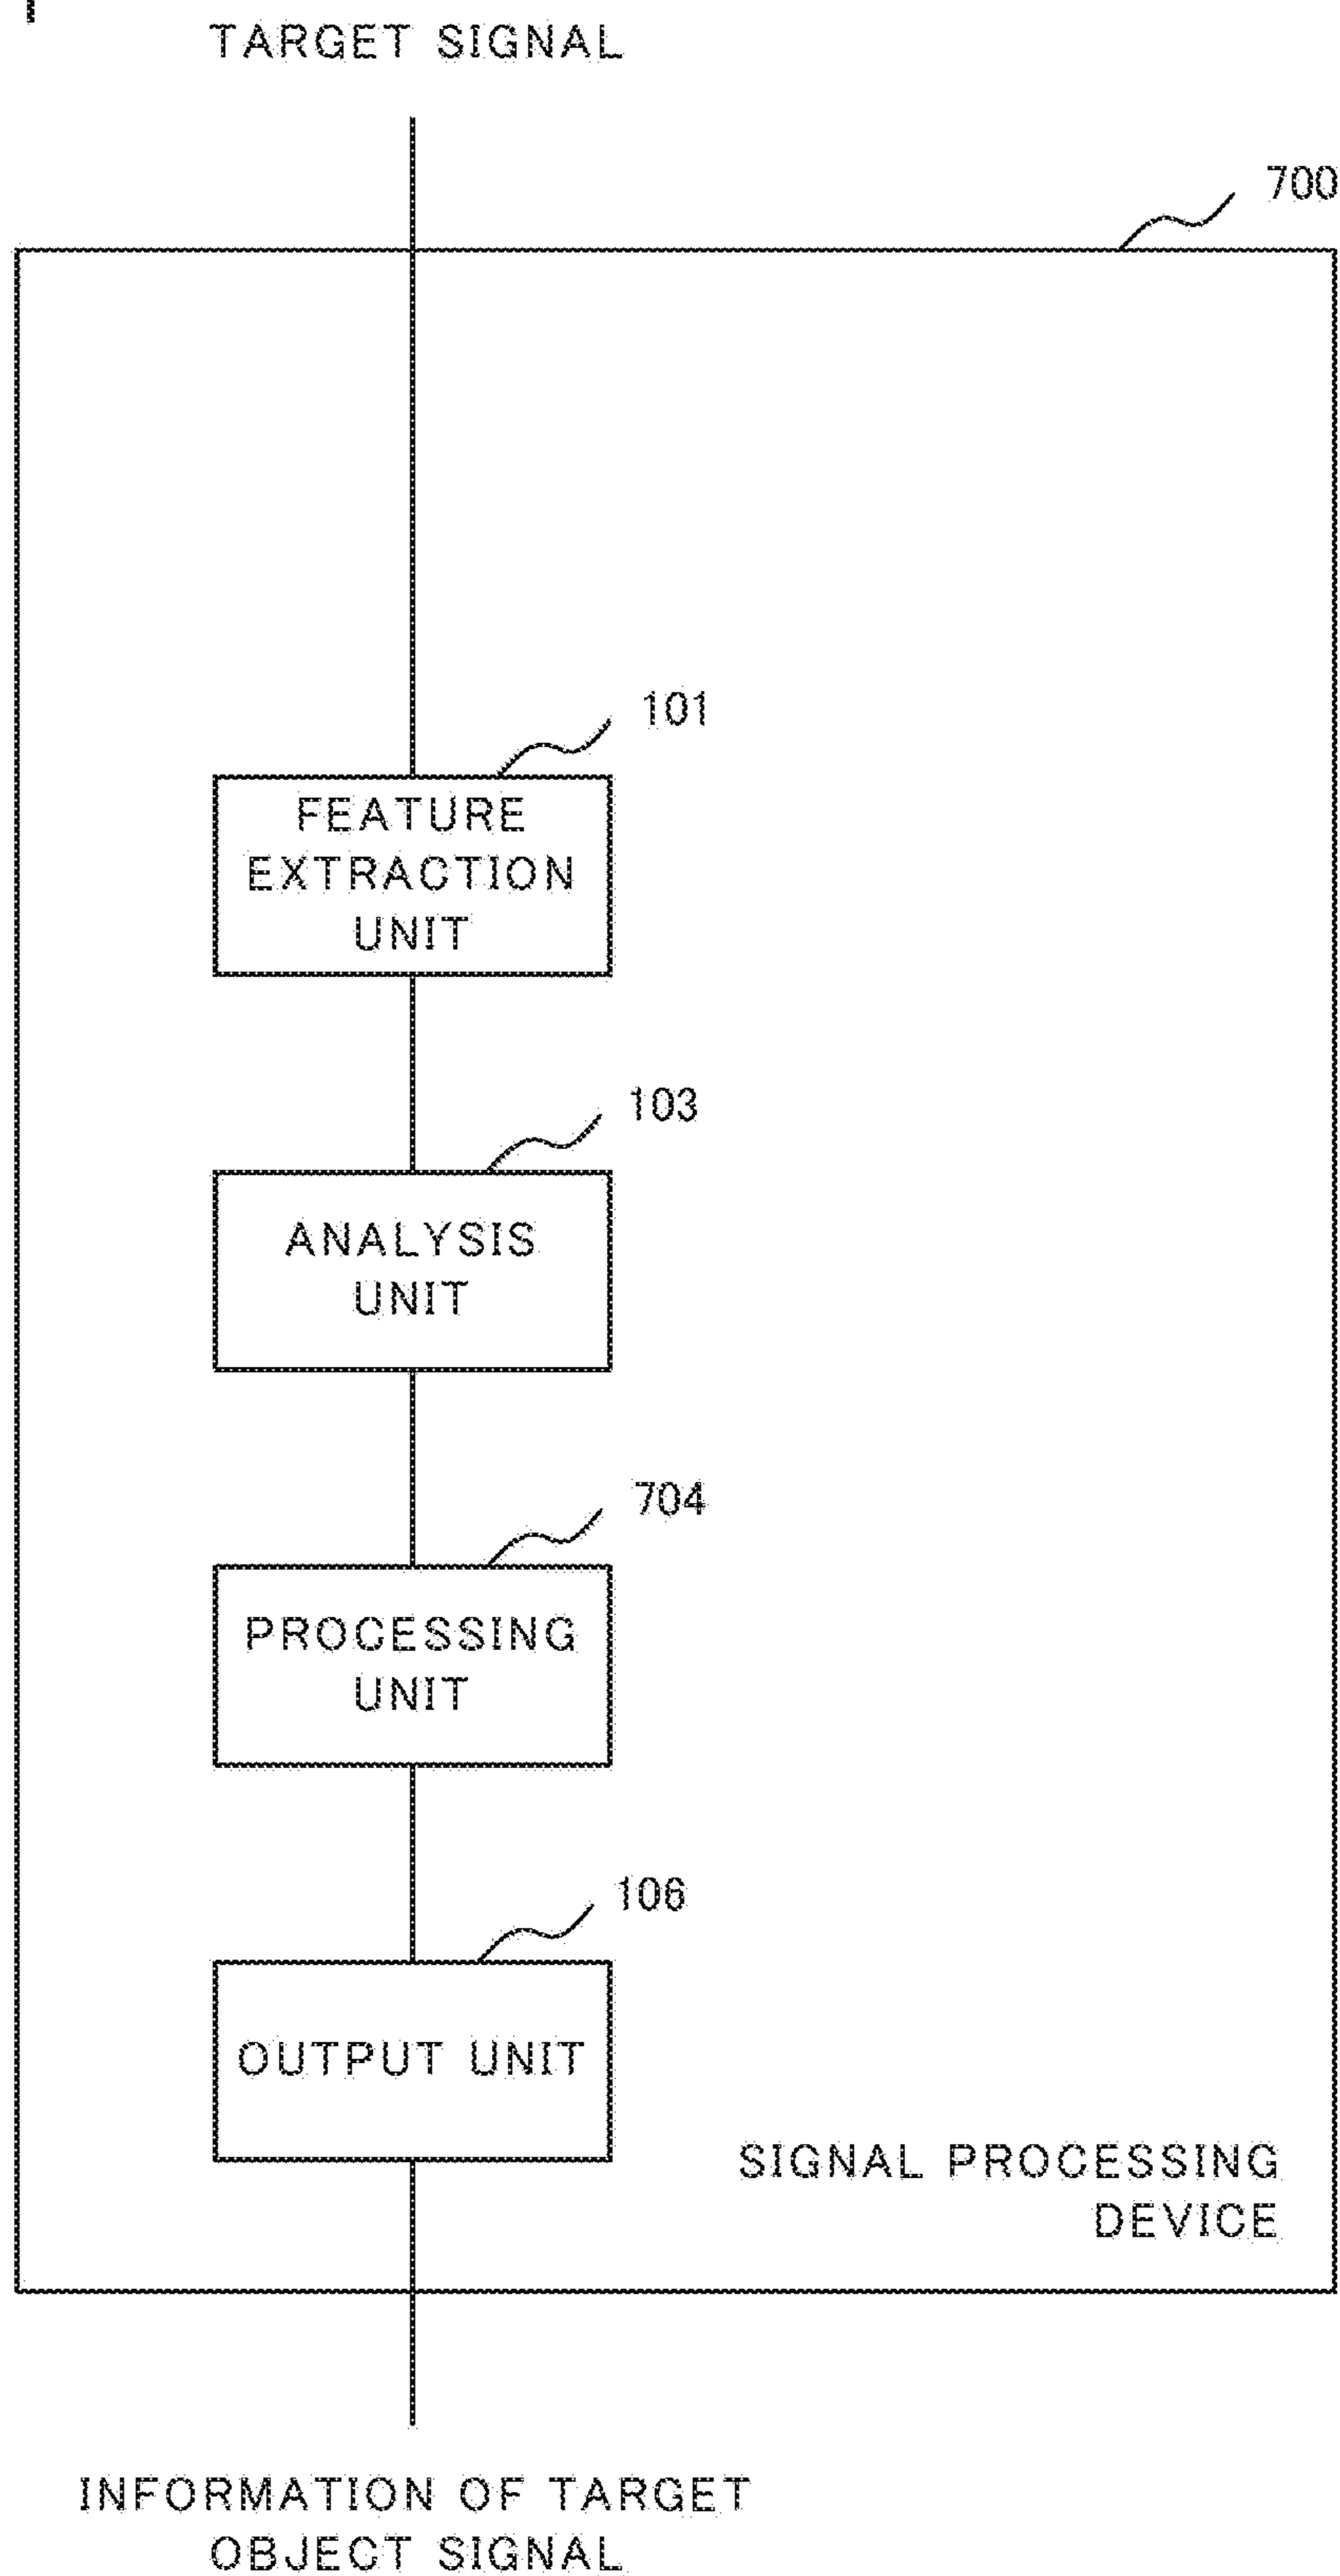 TARGET SIGNAL
700
101
FEATURE
EXTRACTION
UNIT
103
ANALYSIS
UNIT
704
PROCESSING
UNIT
106
OUTPUT UNIT
SIGNAL PROCESSING
DEVICE
INFORMATION OF TARGET
OBJECT SIGNAL